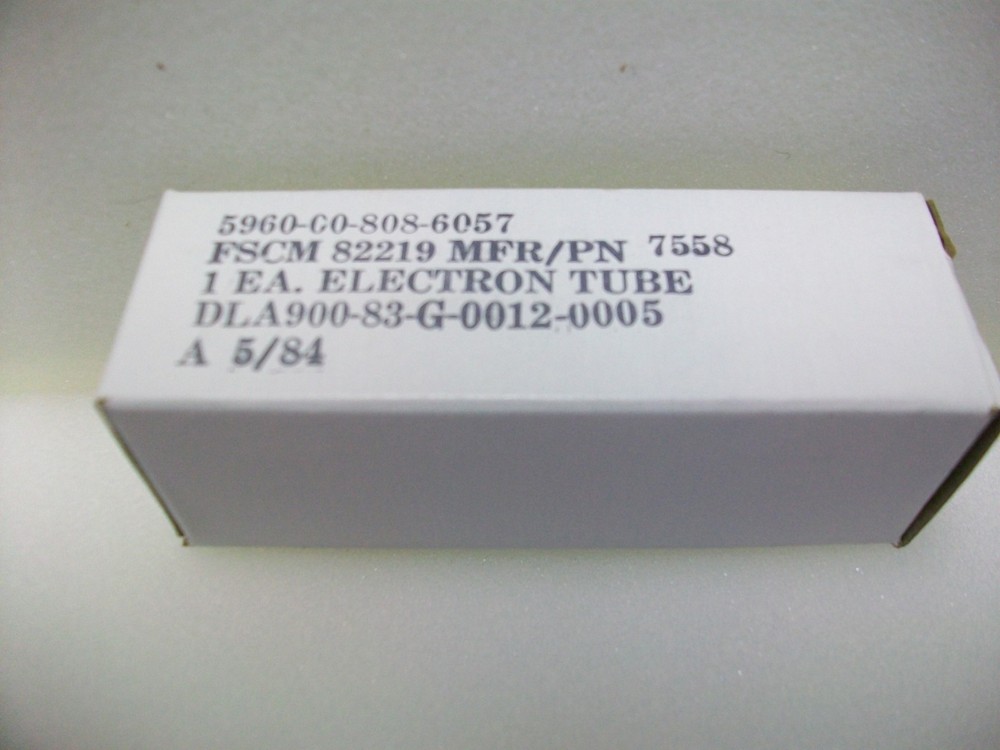 5960-00-808-6057
FSCM 82219 MFR/PN 7558
1 EA. ELECTRON TUBE
DLA900-83-G-0012-0005
A 5/84